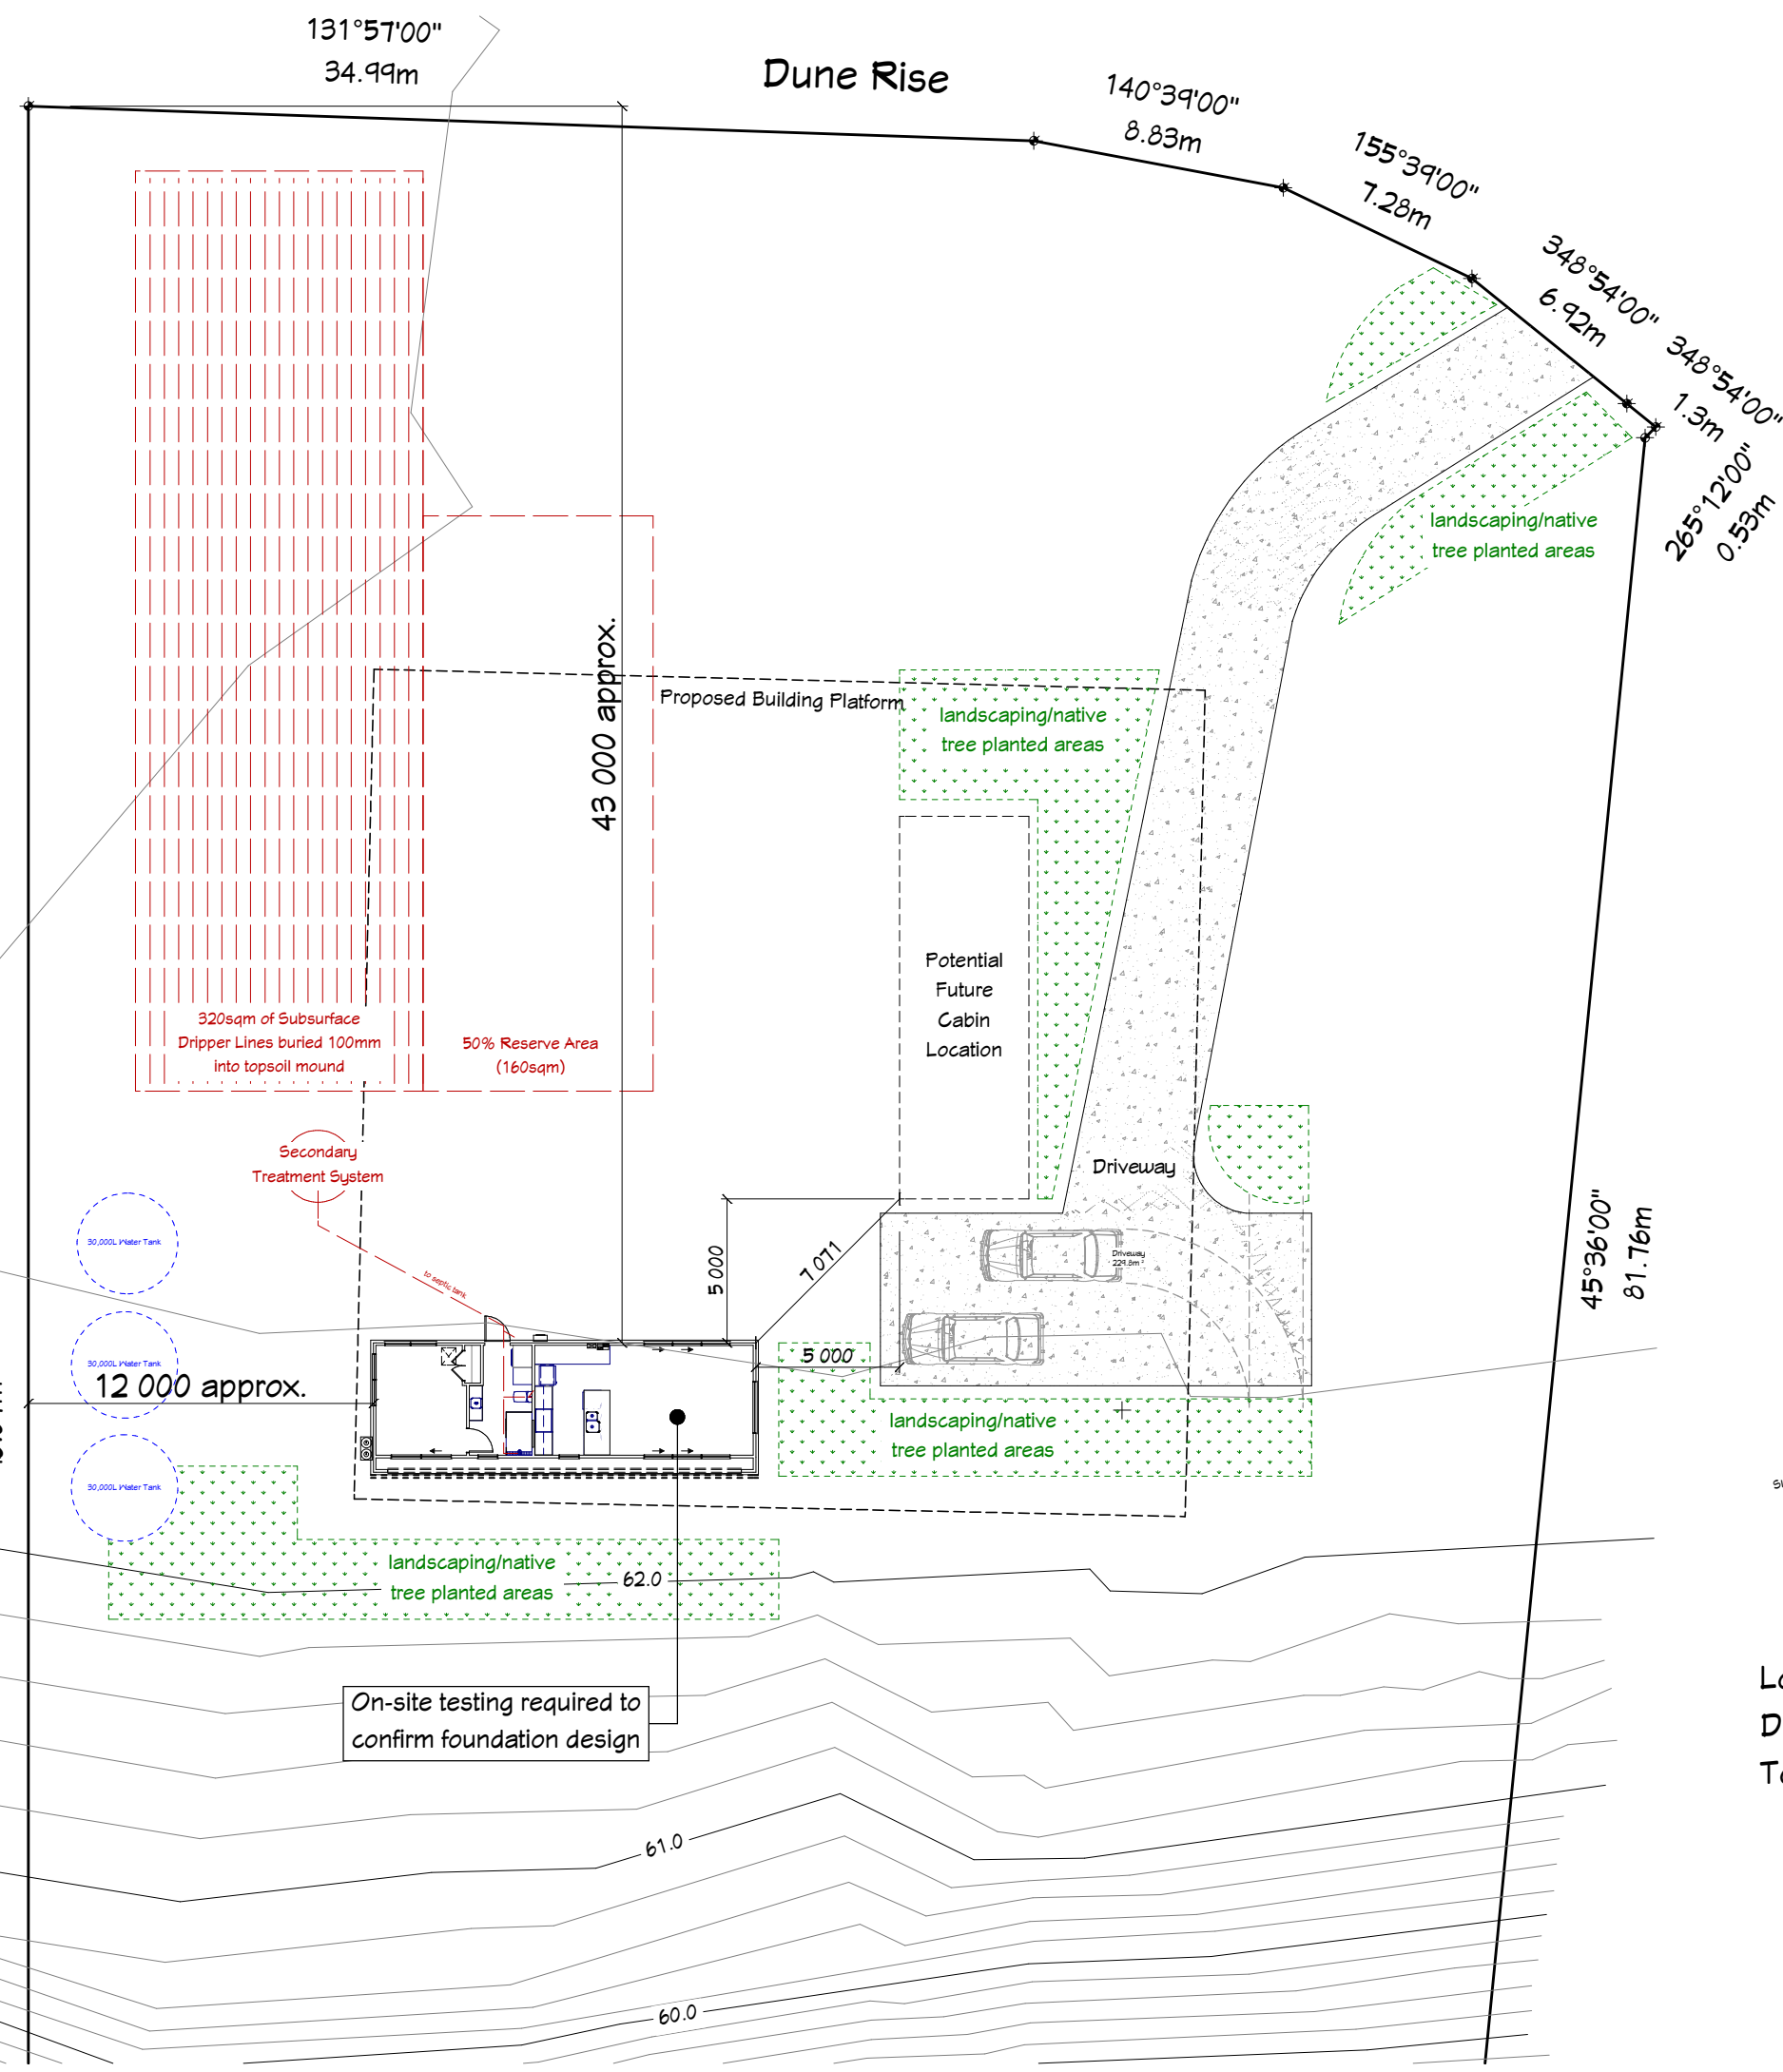 131°57'00"
34.99m
Dune Rise
140°39'00"
8.83m
155°39'00"
7.28m
348°54'00"
6.92m
348°54'00"
1.3m
265°12'00"
0.53m
landscaping/native
tree planted areas
43 000 approx.
Proposed Building Platform
landscaping/native
tree planted areas
Potential
Future
Cabin
Location
320sqm of Subsurface
Dripper Lines buried 100mm
into topsoil mound
50% Reserve Area
(160sqm)
Secondary
Treatment System
Driveway
45°36'00"
81.76m
30,000L Water Tank
to septic tank
5 000
7 071
Driveway
229.8m²
30,000L Water Tank
12 000 approx.
5 000
landscaping/native
tree planted areas
30,000L Water Tank
landscaping/native
tree planted areas
62.0
On-site testing required to
confirm foundation design
61.0
60.0